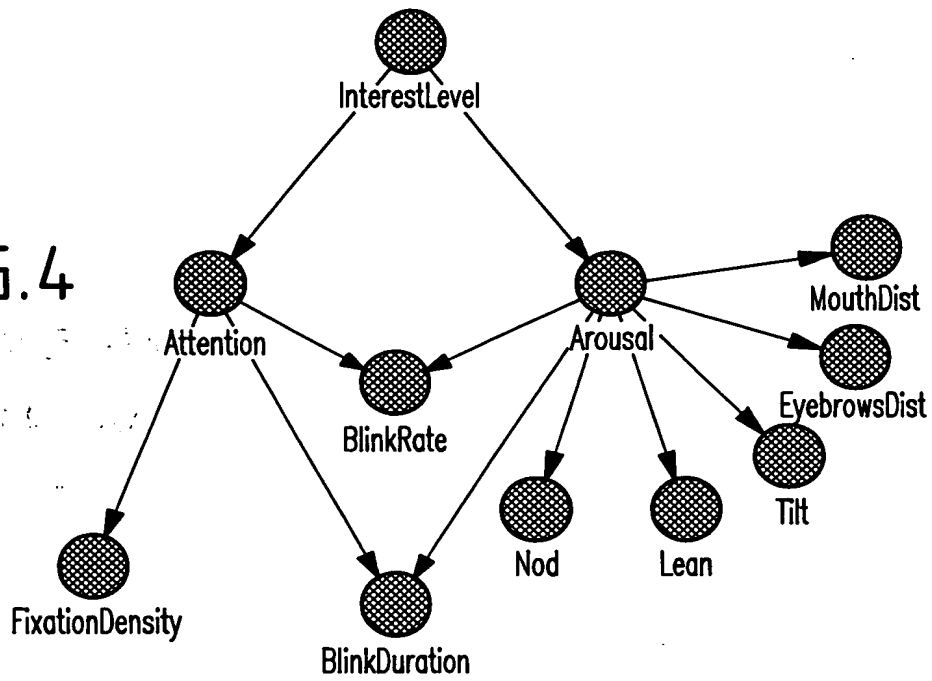 InterestLevel
G.4
MouthDist
Attention
Arousal
EyebrowsDist
BlinkRate
Tilt
Nod
Lean
FixationDensity
BlinkDuration